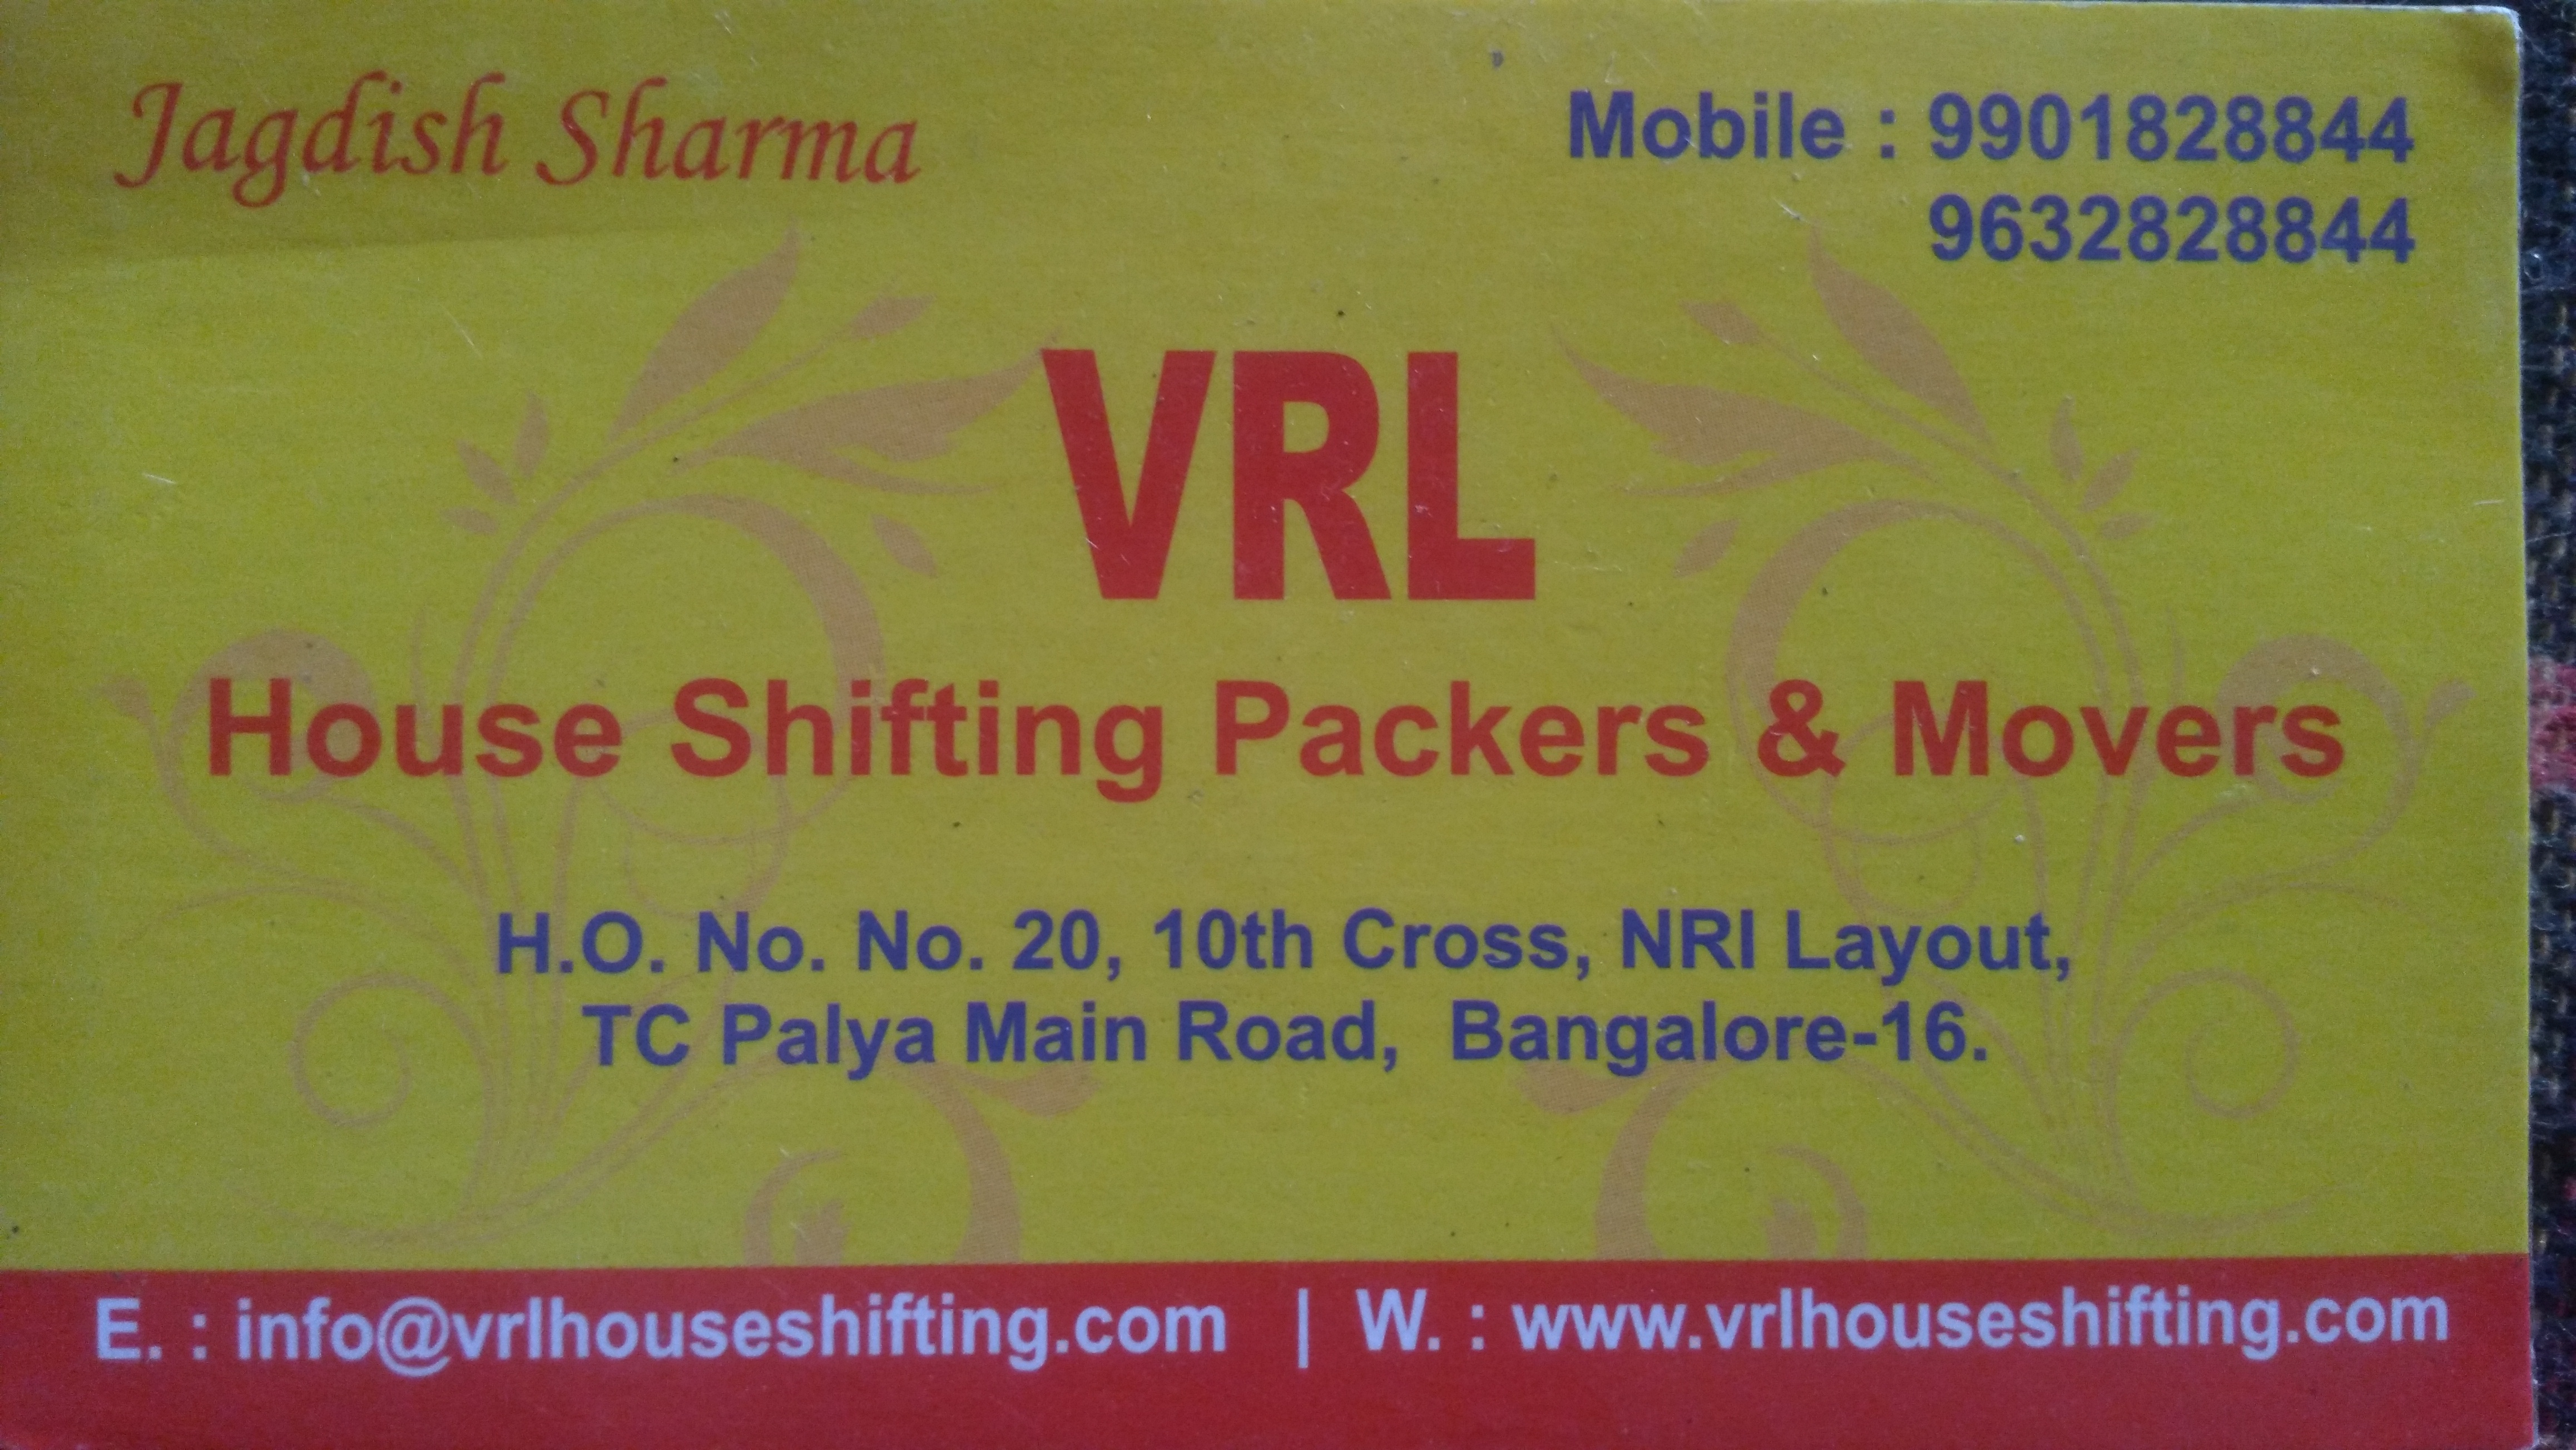 Jagdish Sharma
Mobile : 9901828844
9632828844
VRL
House Shifting Packers & Movers
H.O. No. No. 20, 10th Cross, NRI Layout,
TC Palya Main Road, Bangalore-16.
E. : info@vrlhouseshifting.com | W. : www.vrlhouseshifting.com